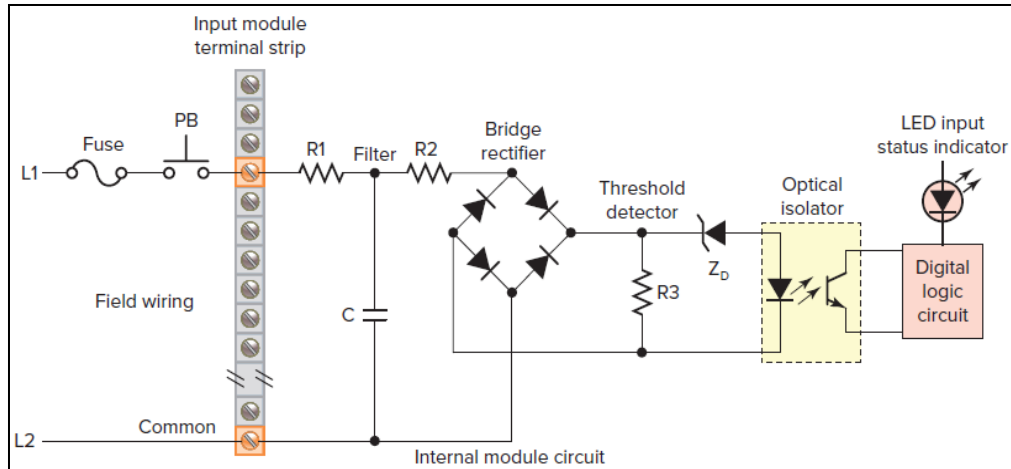 Input module
terminal strip
PB
Fuse
L1
R1
Filter
R2
Bridge
rectifier
LED input
status indicator
Threshold
detector
Optical
isolator
Z_D
R3
Digital
logic
circuit
Field wiring
C
Common
L2
Internal module circuit